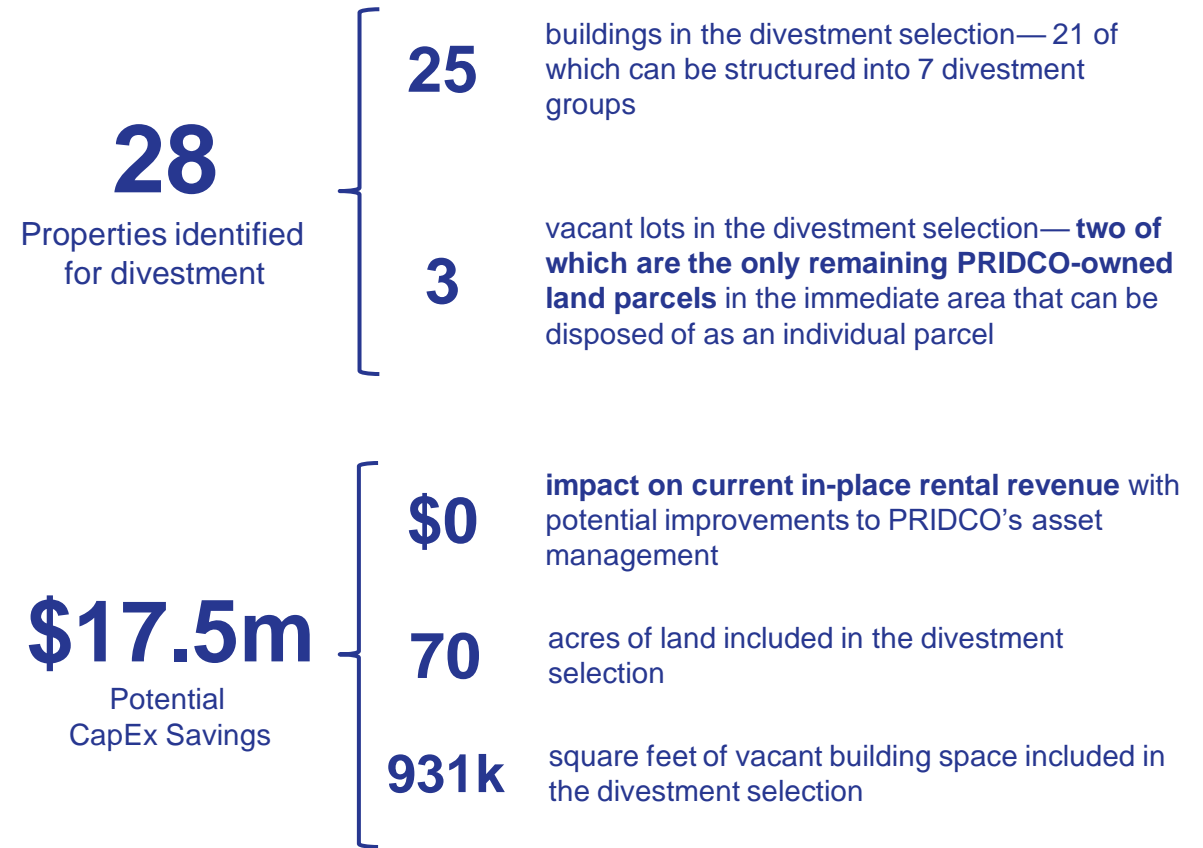 28
Properties identified
for divestment
25
buildings in the divestment selection— 21 of
which can be structured into 7 divestment
groups
3
vacant lots in the divestment selection— two of
which are the only remaining PRIDCO-owned
land parcels in the immediate area that can be
disposed of as an individual parcel
$17.5m
Potential
CapEx Savings
$0
impact on current in-place rental revenue with
potential improvements to PRIDCO’s asset
management
70
acres of land included in the divestment
selection
931k
square feet of vacant building space included in
the divestment selection